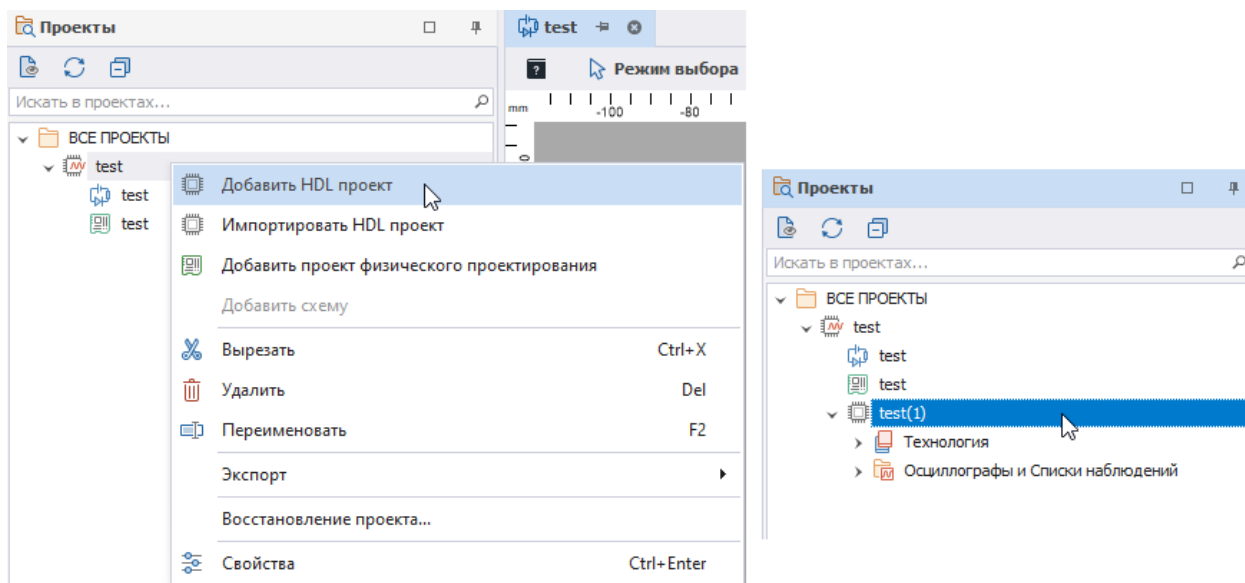 Проекты
Искать в проектах...
ВСЕ ПРОЕКТЫ
test
test
test
test
Режим выбора
mm
-100
-80
0
Добавить HDL проект
Импортировать HDL проект
Добавить проект физического проектирования
Добавить схему
Вырезать Ctrl+X
Удалить Del
Переименовать F2
Экспорт
Восстановление проекта...
Свойства Ctrl+Enter
Проекты
Искать в проектах...
ВСЕ ПРОЕКТЫ
test
test
test
test(1)
Технология
Осциллографы и Списки наблюдений